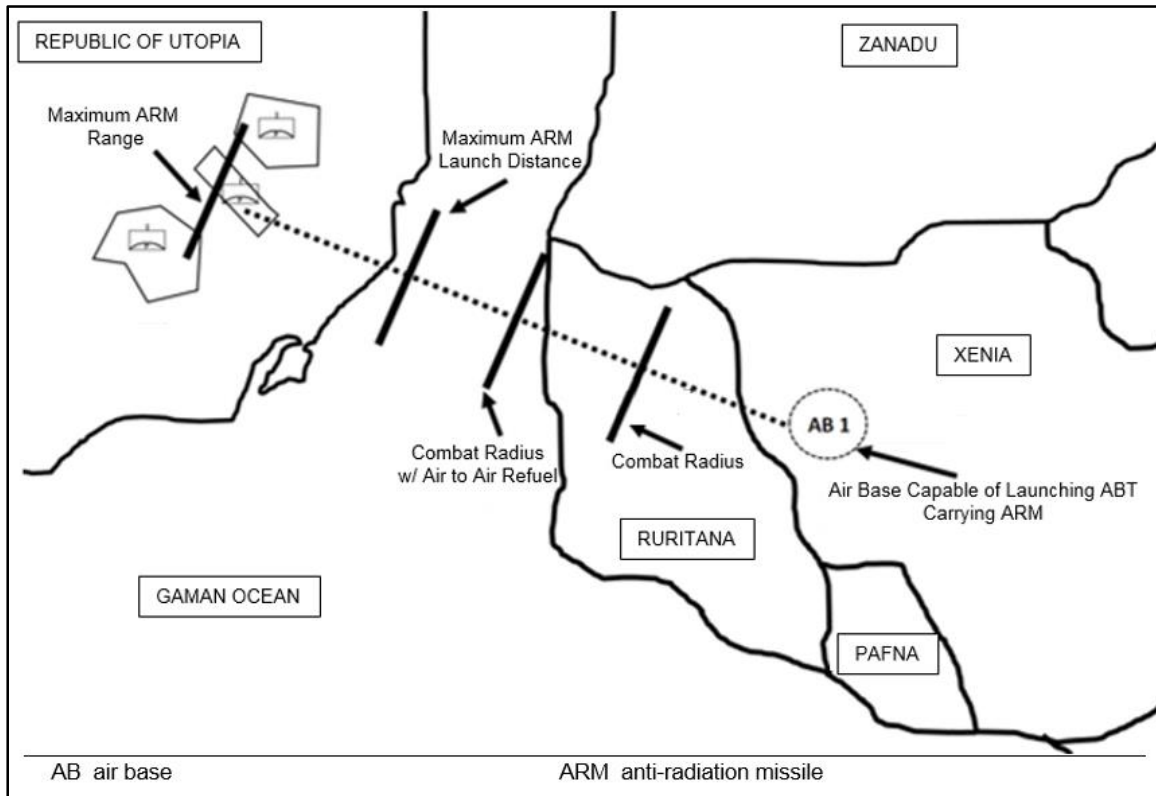 REPUBLIC OF UTOPIA
ZANADU
Maximum ARM
Range
Maximum ARM
Launch Distance
XENIA
AB 1
Combat Radius
w/ Air to Air Refuel
Combat Radius
Air Base Capable of Launching ABT
Carrying ARM
RURITANA
GAMAN OCEAN
PAFNA
AB air base
ARM anti-radiation missile